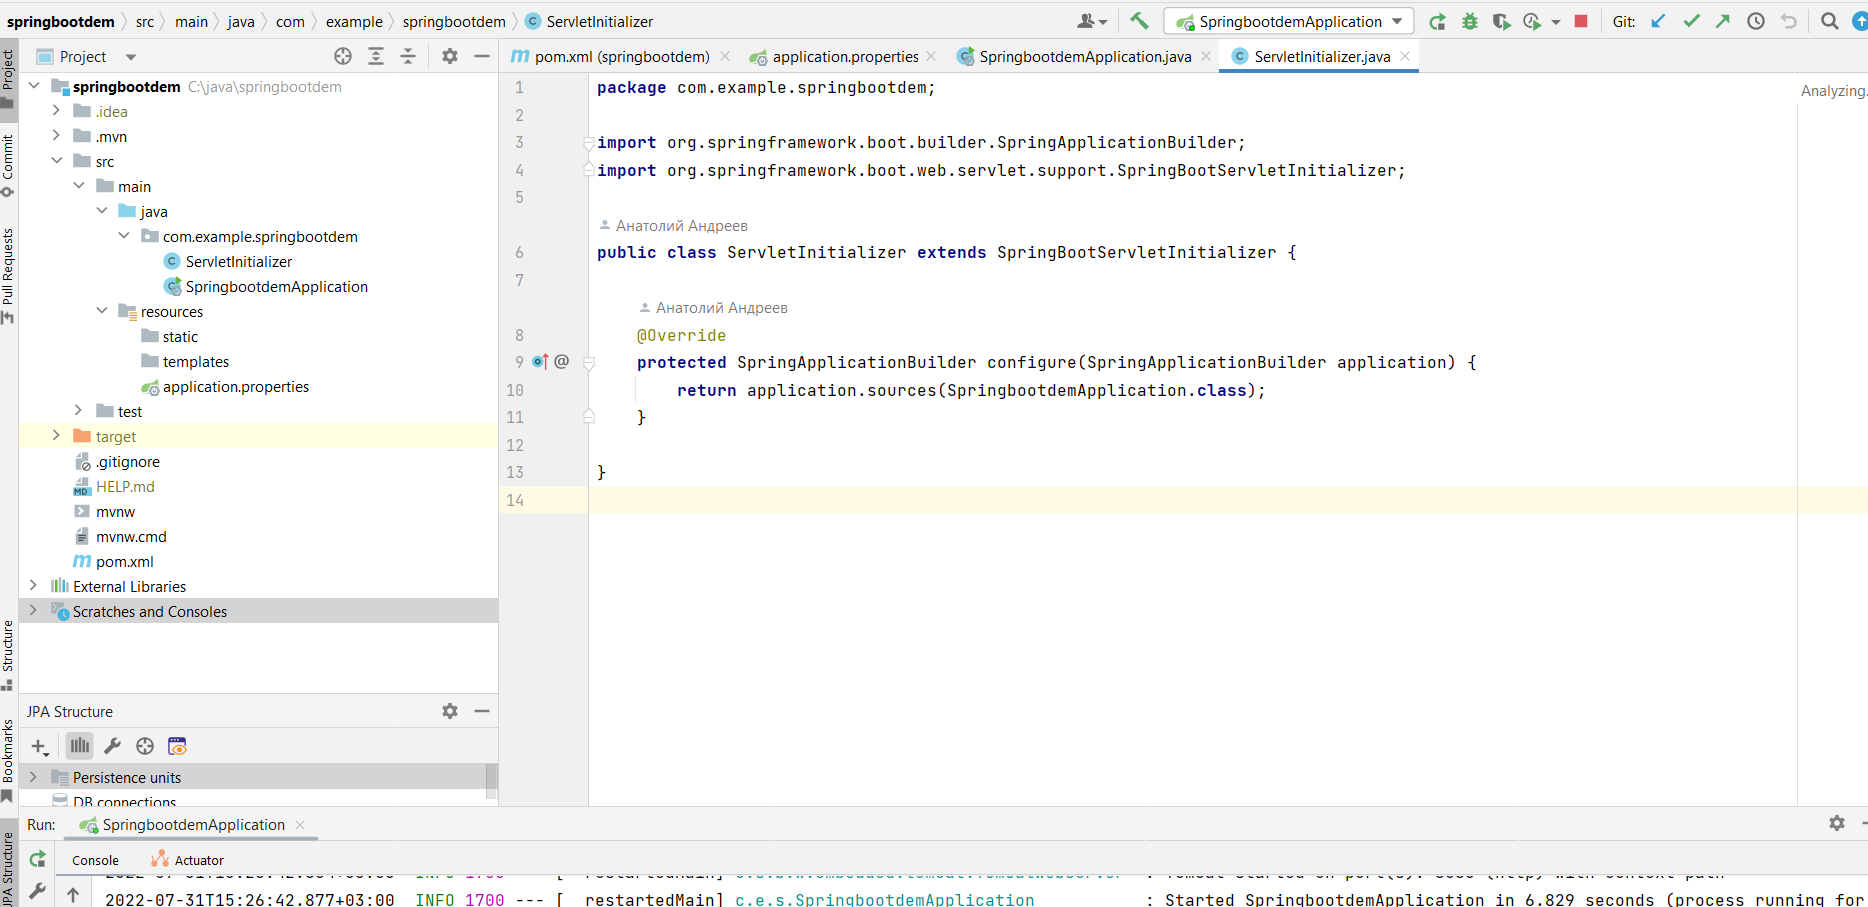 springbootdem src main java com example springbootdem ServletInitializer SpringbootdemApplication Git:
Project
pom.xml (springbootdem) application.properties SpringbootdemApplication.java ServletInitializer.java
springbootdem C:\java\springbootdem
.idea
.mvn
src
main
java
com.example.springbootdem
ServletInitializer
SpringbootdemApplication
resources
static
templates
application.properties
test
target
.gitignore
HELP.md
MD
mvnw
mvnw.cmd
pom.xml
External Libraries
Scratches and Consoles
Project
Commit
Pull Requests
Structure
Bookmarks
JPA Structure
1 package com.example.springbootdem;
2
3 import org.springframework.boot.builder.SpringApplicationBuilder;
4 import org.springframework.boot.web.servlet.support.SpringBootServletInitializer;
5
Анатолий Андреев
6 public class ServletInitializer extends SpringBootServletInitializer {
7
Анатолий Андреев
8 @Override
9 protected SpringApplicationBuilder configure(SpringApplicationBuilder application) {
10 return application.sources(SpringbootdemApplication.class);
11 }
12
13 }
14
Analyzing.
JPA Structure
Persistence units
DB connections
Run: SpringbootdemApplication
Console Actuator
2022-07-31T15:26:42.877+03:00 INFO 1700 --- [ restartedMain] c.e.s.SpringbootdemApplication : Started SpringbootdemApplication in 6.829 seconds (process running for